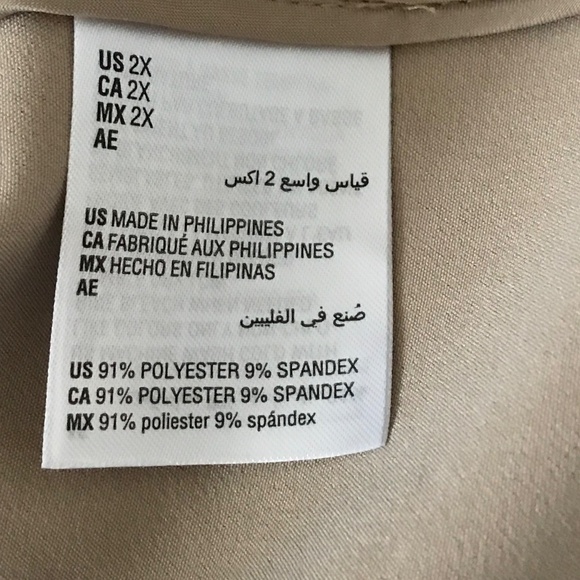 US 2X
CA 2X
MX 2X
AE
قياس واسع 2 اكس
US MADE IN PHILIPPINES
CA FABRIQUÉ AUX PHILIPPINES
MX HECHO EN FILIPINAS
AE
صُنع في الفليبين
US 91% POLYESTER 9% SPANDEX
CA 91% POLYESTER 9% SPANDEX
MX 91% poliester 9% spándex